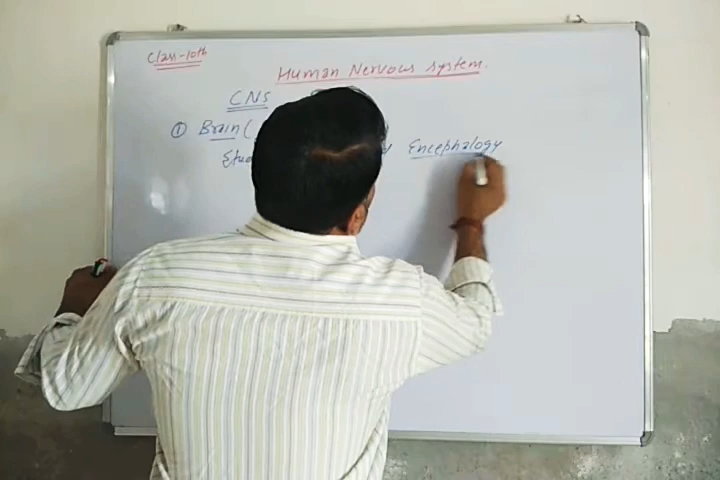 Class-10th
Human Nervous system.
CNS
① Brain (
Encephalogy